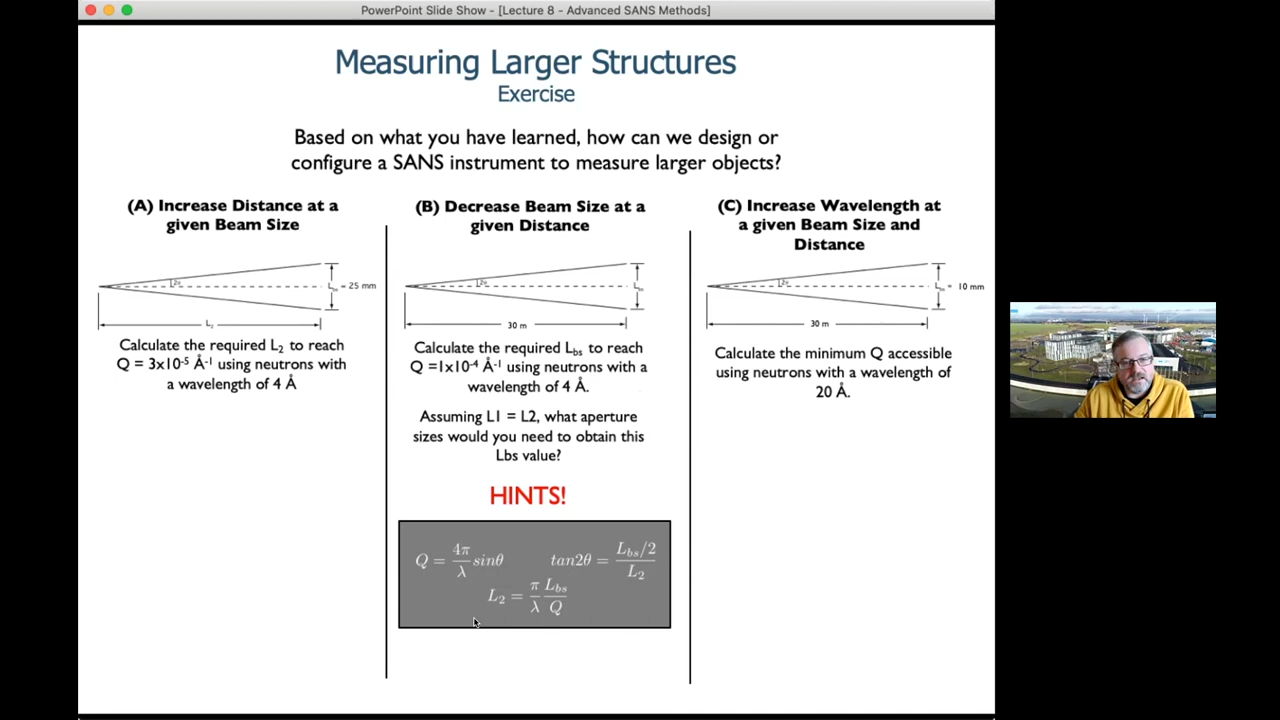 PowerPoint Slide Show - [Lecture 8 - Advanced SANS Methods]
Measuring Larger Structures
Exercise
Based on what you have learned, how can we design or
configure a SANS instrument to measure larger objects?
(A) Increase Distance at a
given Beam Size
= 25 mm
L₂
Calculate the required L₂ to reach
Q = 3x10⁻⁵ Å⁻¹ using neutrons with
a wavelength of 4 Å
(B) Decrease Beam Size at a
given Distance
30 m
Calculate the required Lbs to reach
Q =1x10⁻⁴ Å⁻¹ using neutrons with a
wavelength of 4 Å.
Assuming L1 = L2, what aperture
sizes would you need to obtain this
Lbs value?
HINTS!
Q = 4π/λ sinθ
tan2θ = (L_bs/2)/L₂
L₂ = π/λ L_bs/Q
(C) Increase Wavelength at
a given Beam Size and
Distance
= 10 mm
30 m
Calculate the minimum Q accessible
using neutrons with a wavelength of
20 Å.